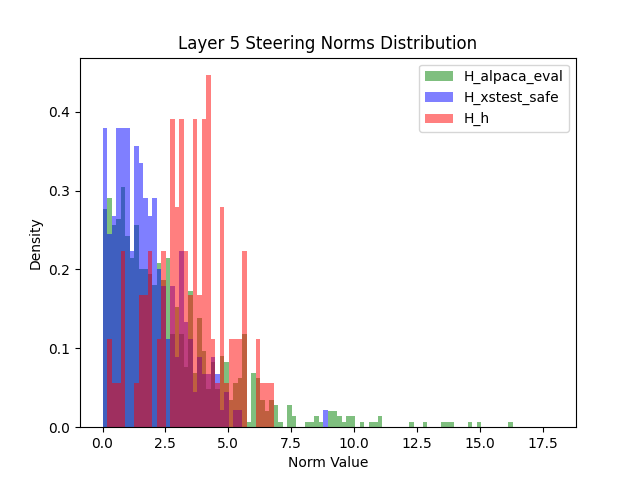 Layer 5 Steering Norms Distribution
H_alpaca_eval
H_xstest_safe
H_h
Density
0.4
0.3
0.2
0.1
0.0
0.0 2.5 5.0 7.5 10.0 12.5 15.0 17.5
Norm Value